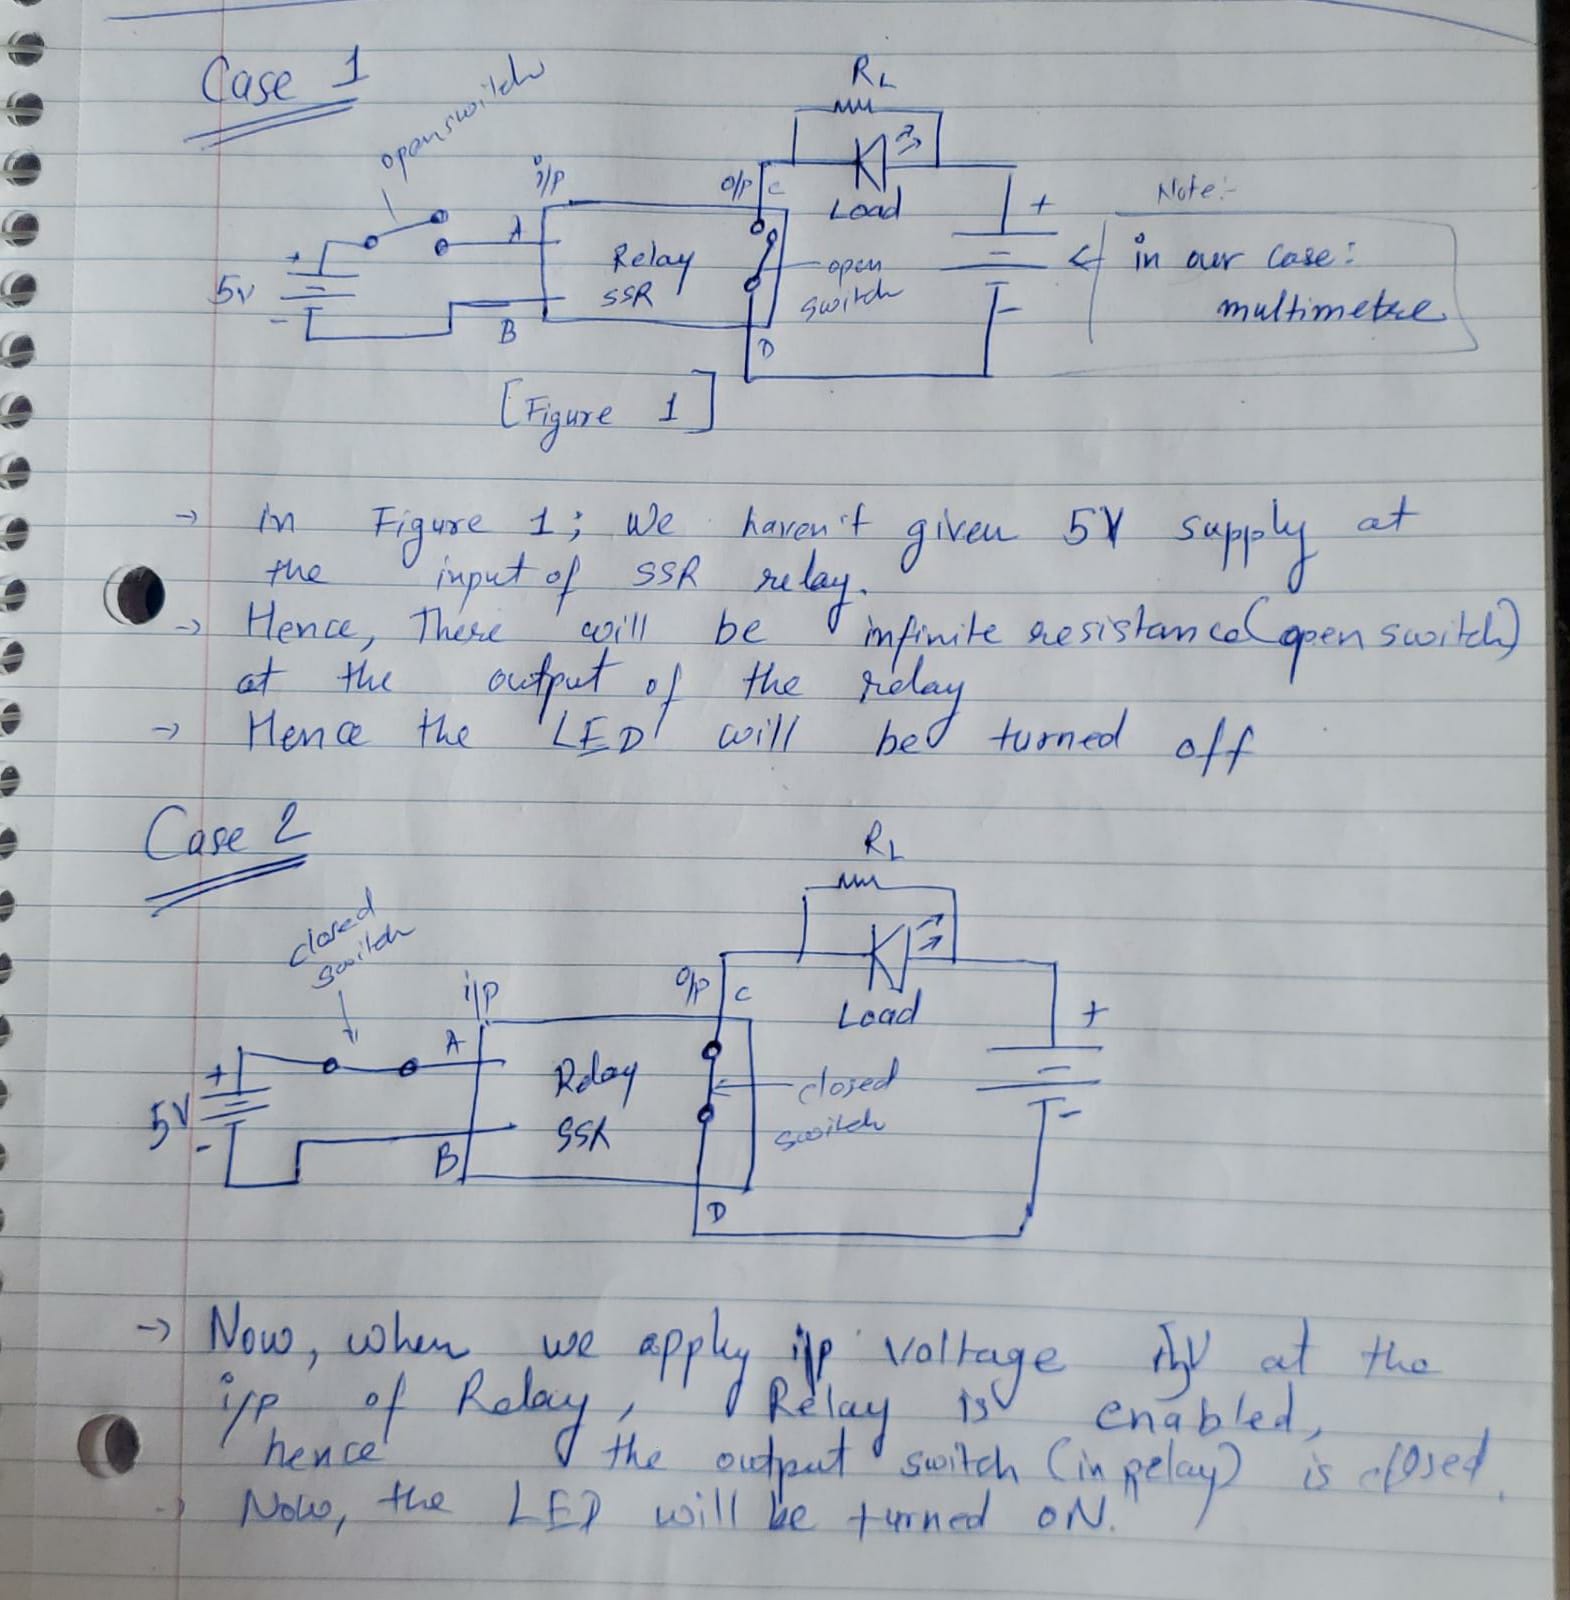 Case 1
open switch
RL
i/p
o/p
C
Load
+
Note:-
in our case:
multimetre
+
5v
-
A
Relay
SSR
open
switch
-
B
D
[Figure 1]
→ in Figure 1; We haven't given 5V supply at
the input of SSR relay.
→ Hence, There will be infinite resistance (open switch)
at the output of the relay
→ Hence the LED will be turned off
Case 2
RL
closed
switch
i/p
o/p
C
Load
+
+
5V
-
A
Relay
SSR
closed
switch
-
B
D
→ Now, when we apply i/p voltage 5V at the
i/p of Relay, Relay is enabled,
hence the output switch (in relay) is closed.
→ Now, the LED will be turned ON.